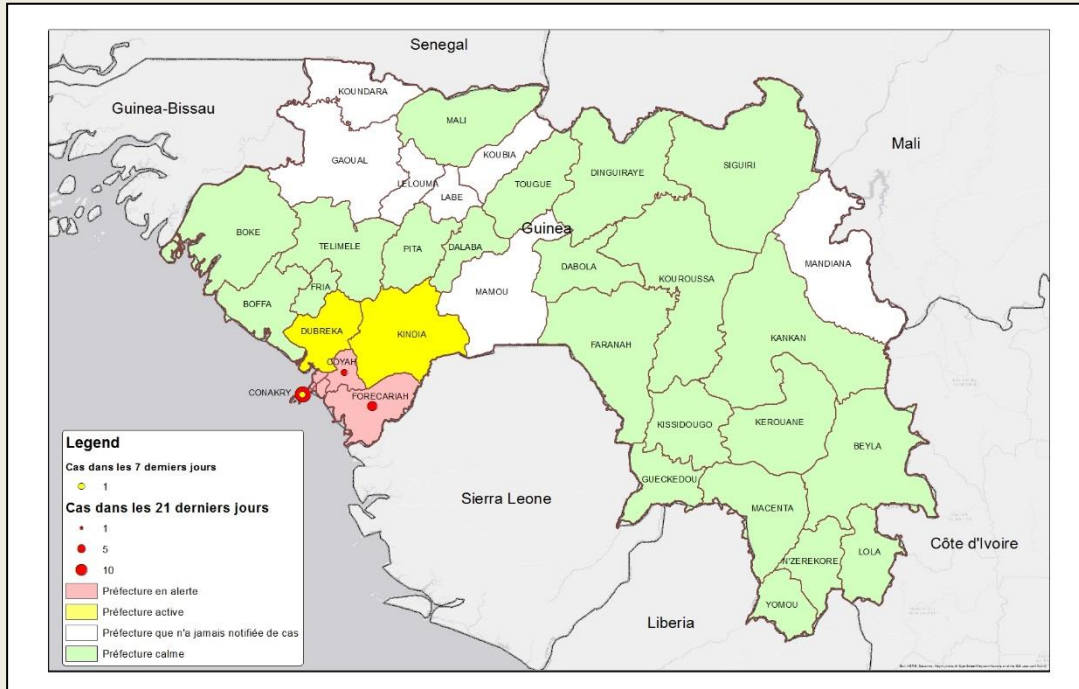 Senegal
Guinea-Bissau
KOUNDARA
MALI
Mali
KOUBIA
GAOUAL
SIGUIRI
LELOUMA
DINGUIRAYE
LABE
TOUGUE
Guinea
BOKE
TELIMELE
PITA
DALABA
MANDIANA
DABOLA
KOUROUSSA
FRIA
MAMOU
BOFFA
DUBREKA
KINDIA
KANKAN
FARANAH
COYAH
CONAKRY
FORECARIAH
KISSIDOUGO
KEROUANE
BEYLA
GUECKEDOU
Sierra Leone
MACENTA
Côte d'Ivoire
N'ZEREKORE
LOLA
YOMOU
Liberia
Legend
Cas dans les 7 derniers jours
1
Cas dans les 21 derniers jours
1
5
10
Préfecture en alerte
Préfecture active
Préfecture que n'a jamais notifiée de cas
Préfecture calme